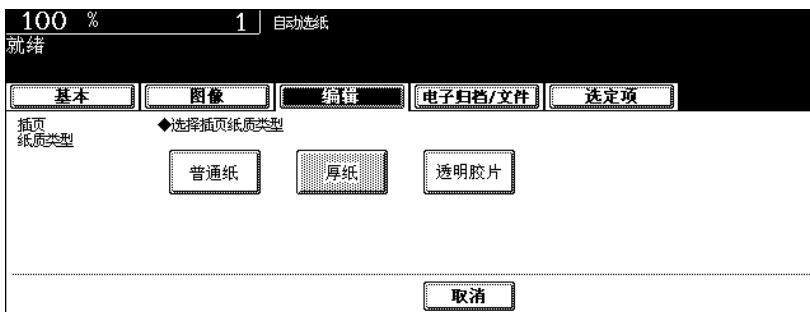 100 % 1 自动选纸
就绪
基本 图像 编辑 电子归档/文件 选定项
插页 ◆选择插页纸质类型
纸质类型
普通纸 厚纸 透明胶片
取消